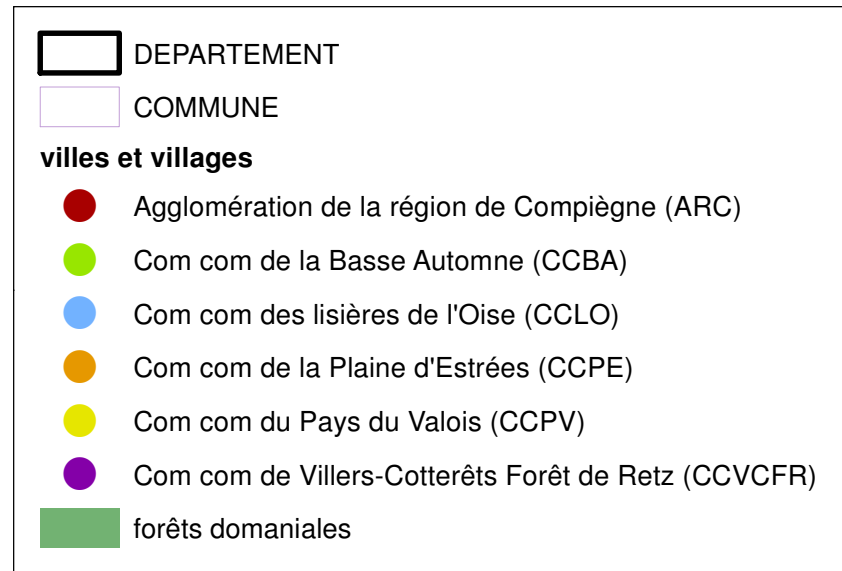 DEPARTEMENT
COMMUNE
villes et villages
Agglomération de la région de Compiègne (ARC)
Com com de la Basse Automne (CCBA)
Com com des lisières de l'Oise (CCLO)
Com com de la Plaine d'Estrées (CCPE)
Com com du Pays du Valois (CCPV)
Com com de Villers-Cotterêts Forêt de Retz (CCVCFR)
forêts domaniales